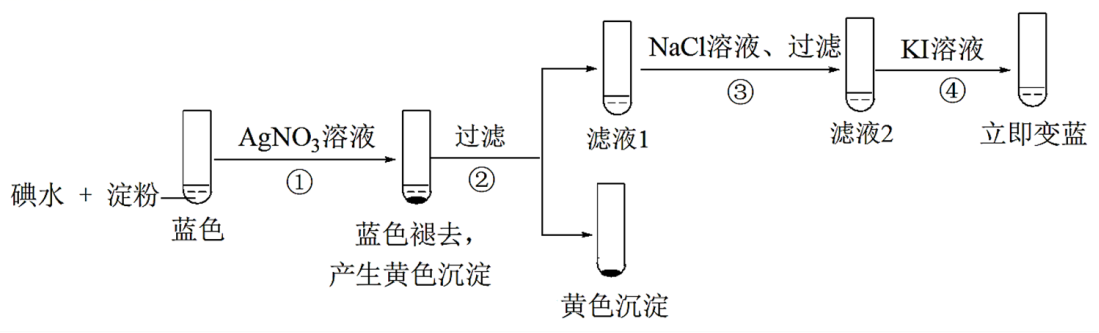 NaCl溶液、过滤
③
KI溶液
④
滤液1
滤液2
立即变蓝
AgNO₃溶液
①
过滤
②
碘水 + 淀粉
蓝色
蓝色褪去,
产生黄色沉淀
黄色沉淀